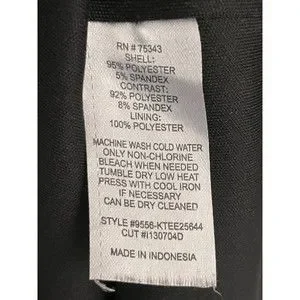 RN # 75343
SHELL:
95% POLYESTER
5% SPANDEX
CONTRAST:
92% POLYESTER
8% SPANDEX
LINING:
100% POLYESTER
MACHINE WASH COLD WATER
ONLY NON-CHLORINE
BLEACH WHEN NEEDED
TUMBLE DRY LOW HEAT
PRESS WITH COOL IRON
IF NECESSARY
CAN BE DRY CLEANED
STYLE #9556-KTEE25644
CUT #I130704D
MADE IN INDONESIA